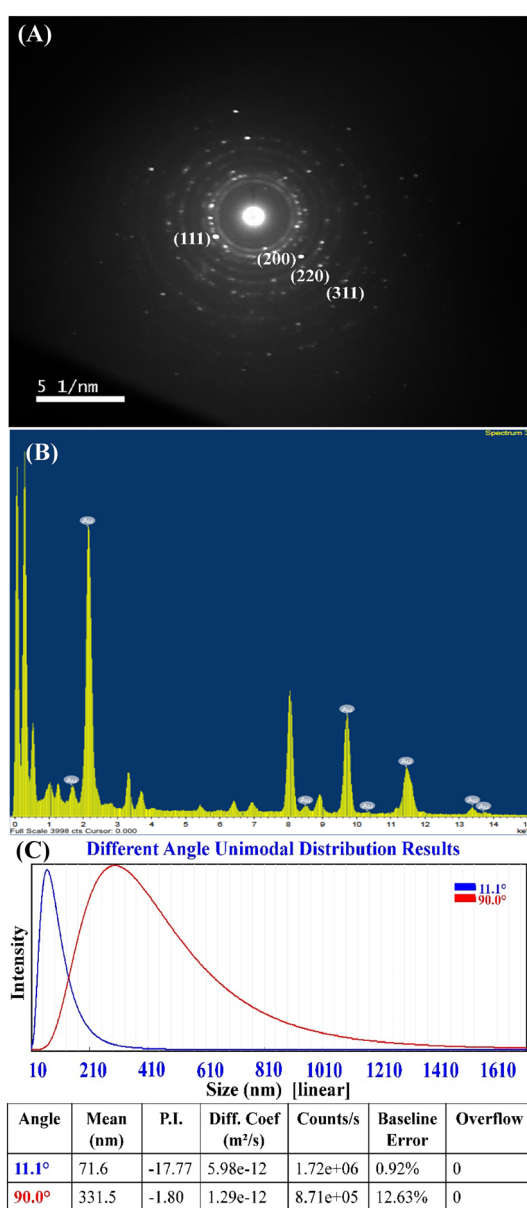 (A)
(111)
(200)
(220)
(311)
5 1/nm
Spectrum 3
(B)
Au
Au
Au
Au
Au
Au
Au
Au
0 1 2 3 4 5 6 7 8 9 10 11 12 13 14
Full Scale 3998 cts Cursor: 0.000 ke
(C) Different Angle Unimodal Distribution Results
11.1°
90.0°
Intensity
10 210 410 610 810 1010 1210 1410 1610
Size (nm) [linear]
Angle Mean (nm) P.I. Diff. Coef (m²/s) Counts/s Baseline Error Overflow
11.1° 71.6 -17.77 5.98e-12 1.72e+06 0.92% 0
90.0° 331.5 -1.80 1.29e-12 8.71e+05 12.63% 0